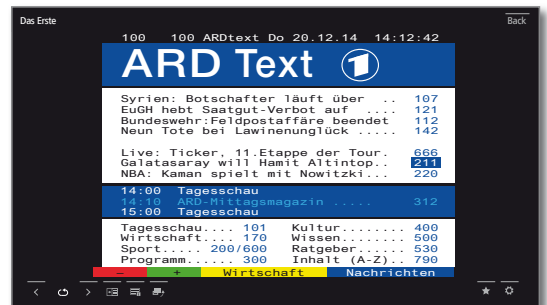 Das Erste Back
100 100 ARDtext Do 20.12.14 14:12:42
ARD Text 1
Syrien: Botschafter läuft über .. 107
EuGH hebt Saatgut-Verbot auf .... 121
Bundeswehr:Feldpostaffäre beendet 112
Neun Tote bei Lawinenunglück ..... 142
Live: Ticker, 11.Etappe der Tour. 666
Galatasaray will Hamit Altintop.. 211
NBA: Kaman spielt mit Nowitzki... 220
14:00 Tagesschau
14:10 ARD-Mittagsmagazin ..... 312
15:00 Tagesschau
Tagesschau.... 101 Kultur........ 400
Wirtschaft.... 170 Wissen........ 500
Sport..... 200/600 Ratgeber...... 530
Programm...... 300 Inhalt (A-Z).. 790
– + Wirtschaft Nachrichten